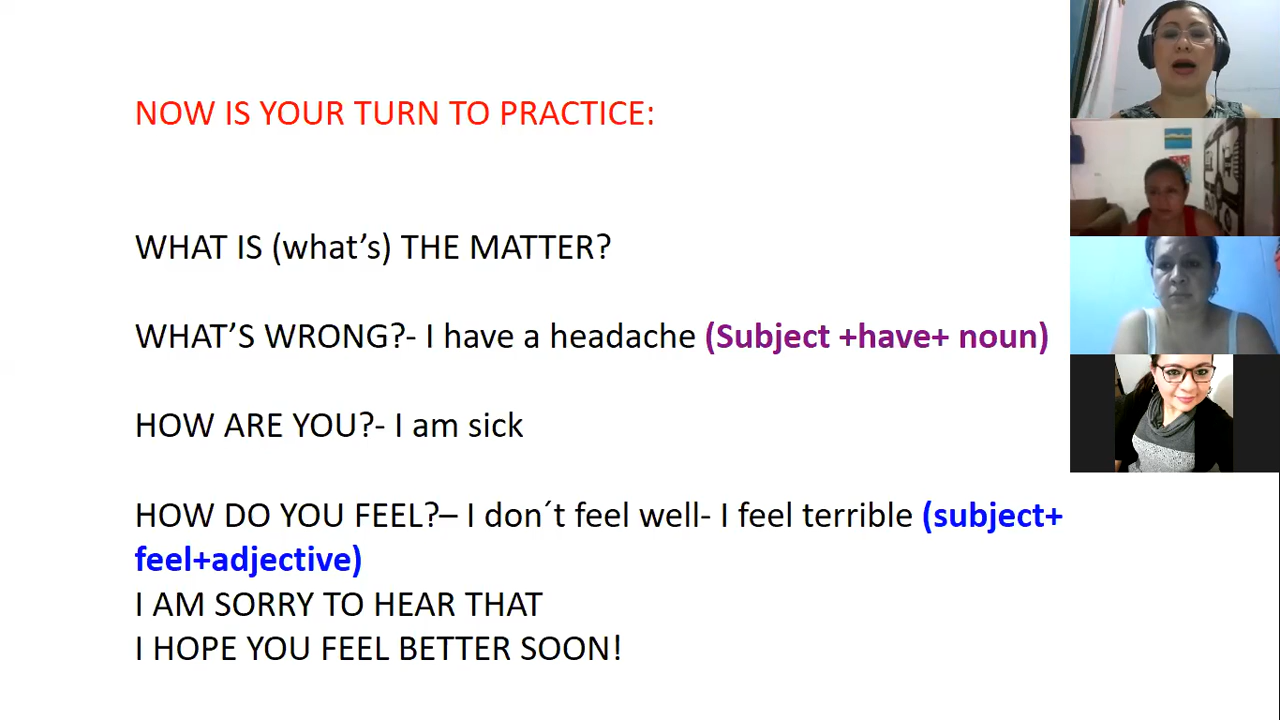 NOW IS YOUR TURN TO PRACTICE:
WHAT IS (what’s) THE MATTER?
WHAT’S WRONG?- I have a headache (Subject +have+ noun)
HOW ARE YOU?- I am sick
HOW DO YOU FEEL?– I don´t feel well- I feel terrible (subject+
feel+adjective)
I AM SORRY TO HEAR THAT
I HOPE YOU FEEL BETTER SOON!